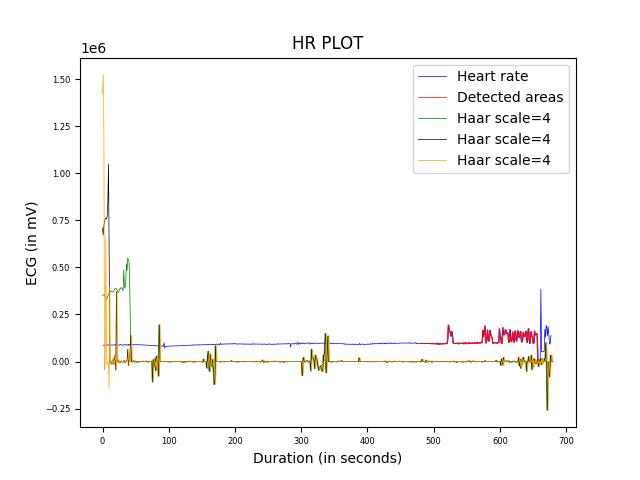 HR PLOT
1e6
Heart rate
Detected areas
Haar scale=4
Haar scale=4
Haar scale=4
1.50
1.25
1.00
0.75
0.50
0.25
0.00
−0.25
ECG (in mV)
0 100 200 300 400 500 600 700
Duration (in seconds)